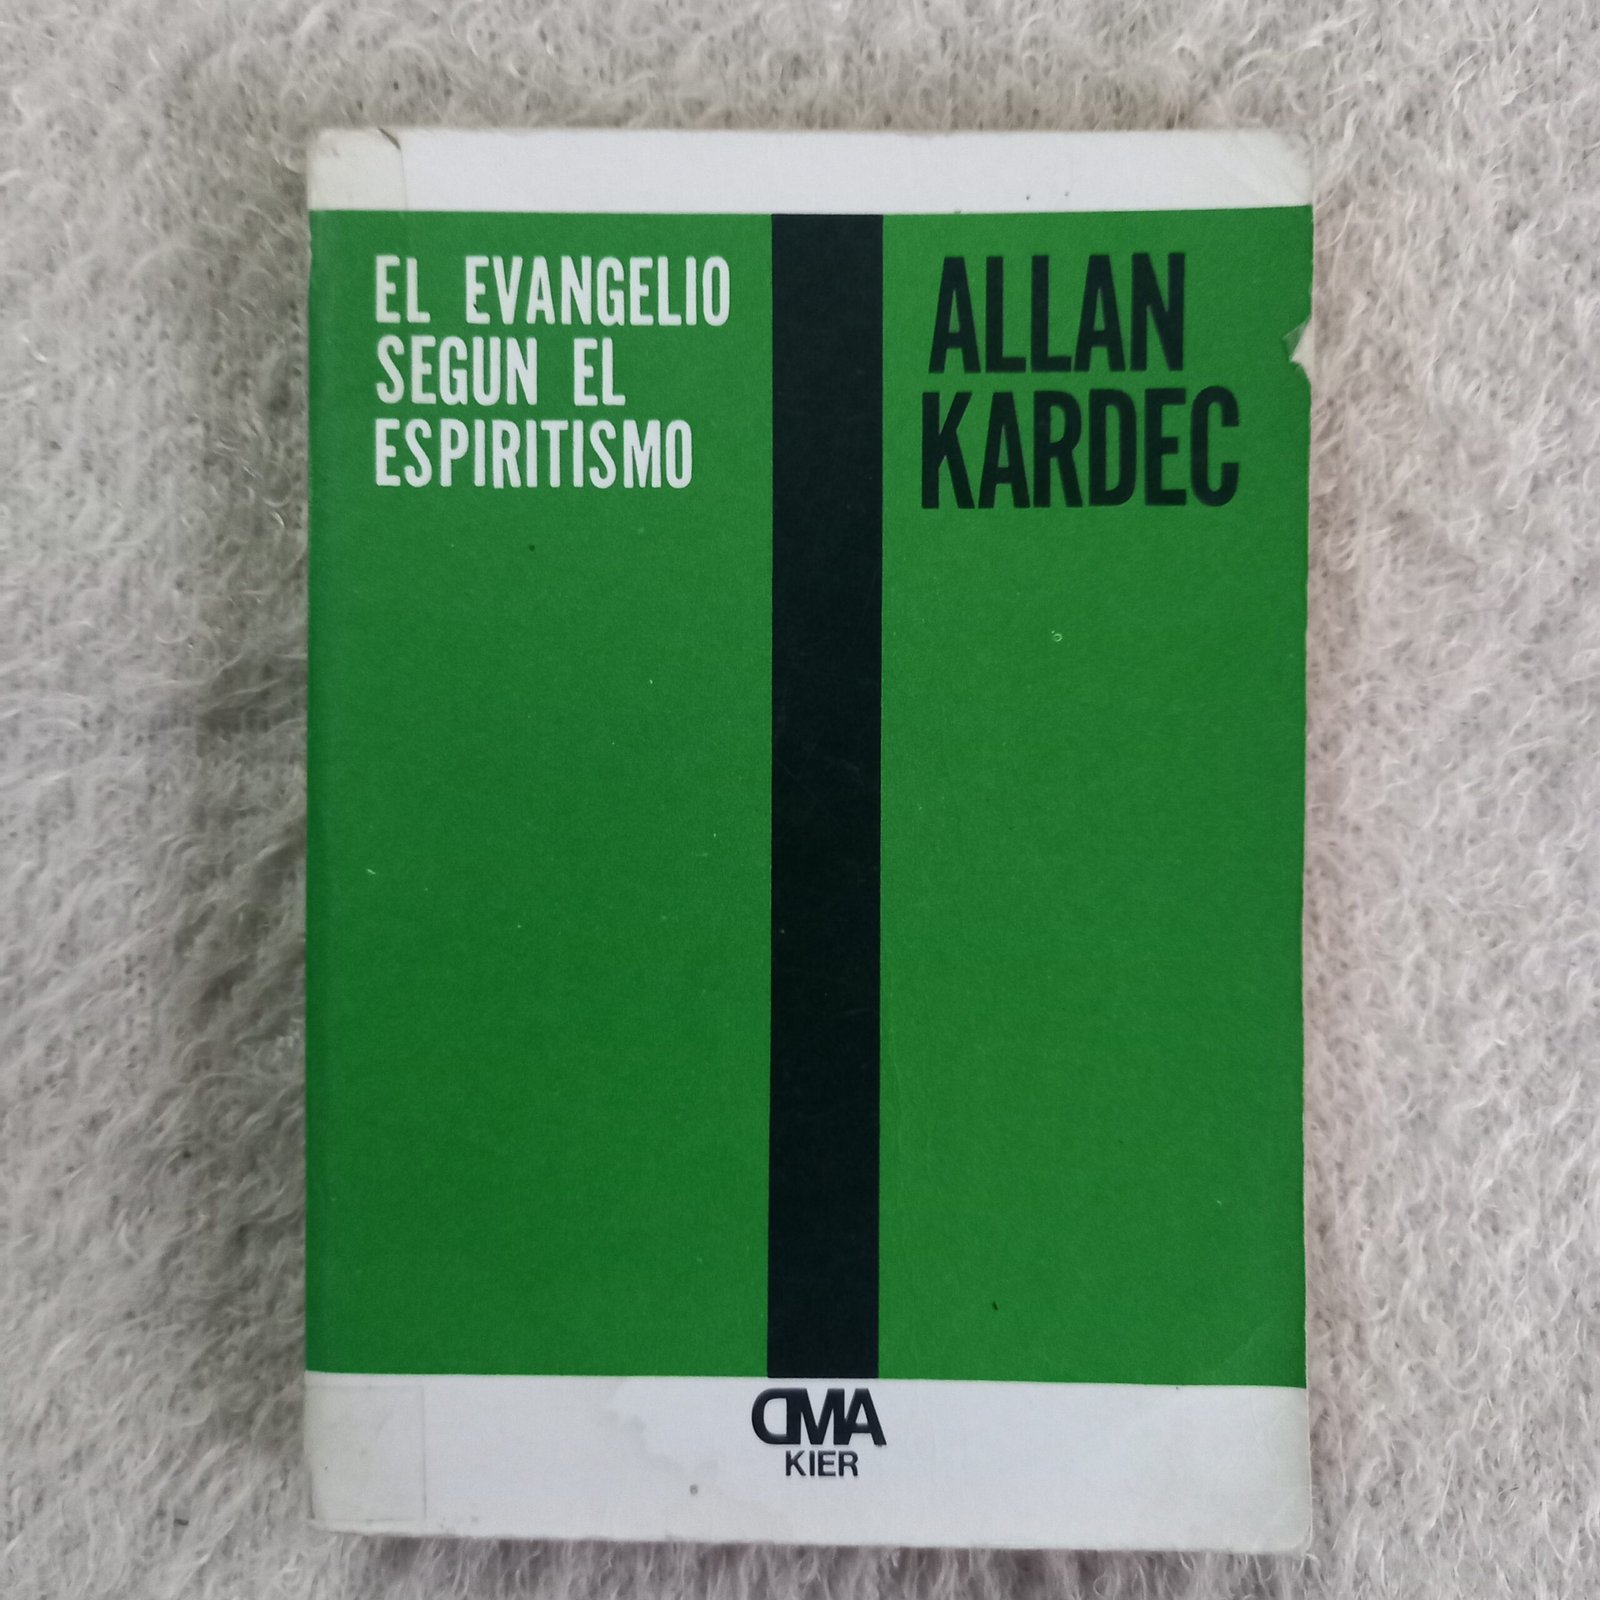 EL EVANGELIO
SEGUN EL
ESPIRITISMO
ALLAN
KARDEC
CMA
KIER